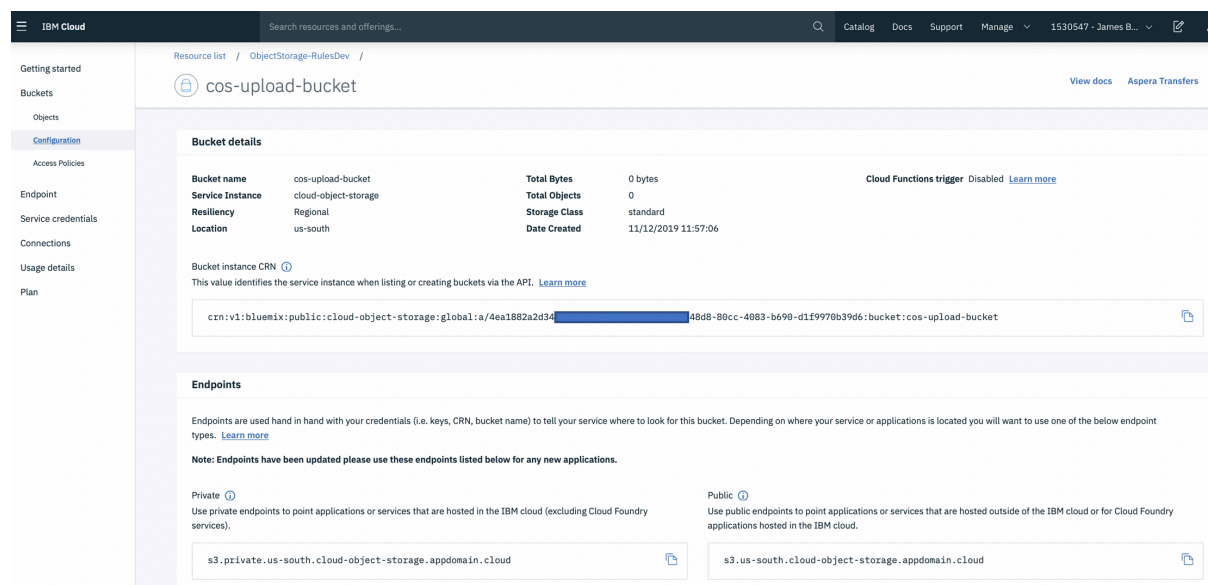 IBM Cloud
Search resources and offerings...
Catalog Docs Support Manage 1530547 - James B...
Getting started
Buckets
Objects
Configuration
Access Policies
Endpoint
Service credentials
Connections
Usage details
Plan
Resource list / ObjectStorage-RulesDev /
cos-upload-bucket
View docs Aspera Transfers
Bucket details
Bucket name cos-upload-bucket Total Bytes 0 bytes Cloud Functions trigger Disabled Learn more
Service Instance cloud-object-storage Total Objects 0
Resiliency Regional Storage Class standard
Location us-south Date Created 11/12/2019 11:57:06
Bucket instance CRN
This value identifies the service instance when listing or creating buckets via the API. Learn more
crn:v1:bluemix:public:cloud-object-storage:global:a/4ea1882a2d34 48d8-80cc-4083-b690-d1f9970b39d6:bucket:cos-upload-bucket
Endpoints
Endpoints are used hand in hand with your credentials (i.e. keys, CRN, bucket name) to tell your service where to look for this bucket. Depending on where your service or applications is located you will want to use one of the below endpoint
types. Learn more
Note: Endpoints have been updated please use these endpoints listed below for any new applications.
Private
Use private endpoints to point applications or services that are hosted in the IBM cloud (excluding Cloud Foundry
services).
s3.private.us-south.cloud-object-storage.appdomain.cloud
Public
Use public endpoints to point applications or services that are hosted outside of the IBM cloud or for Cloud Foundry
applications hosted in the IBM cloud.
s3.us-south.cloud-object-storage.appdomain.cloud